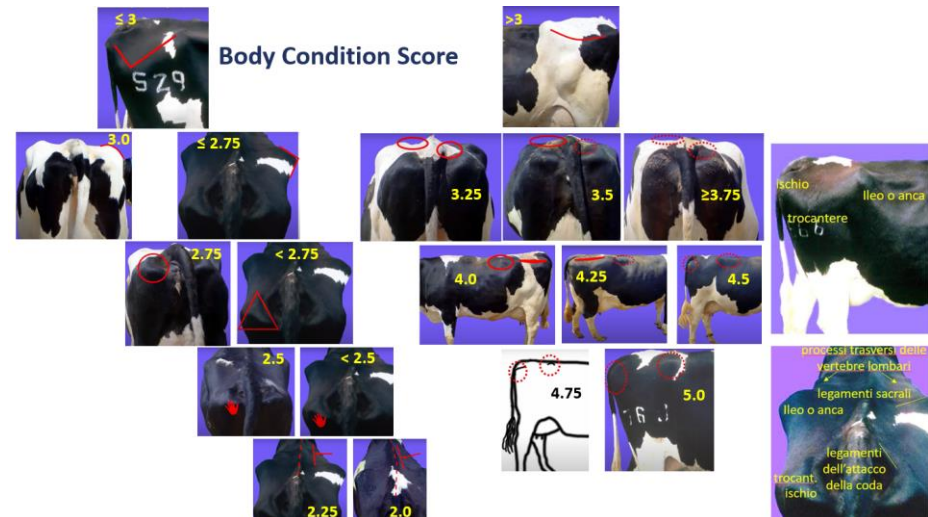 ≤ 3
Body Condition Score
>3
529
3.0
≤ 2.75
3.25
3.5
≥3.75
ischio
Ileo o anca
trocantere
2.75
< 2.75
4.0
4.25
4.5
2.5
< 2.5
4.75
5.0
processi trasversi delle
vertebre lombari
legamenti sacrali
Ileo o anca
legamenti
dell'attacco
della coda
trocant.
ischio
2.25
2.0